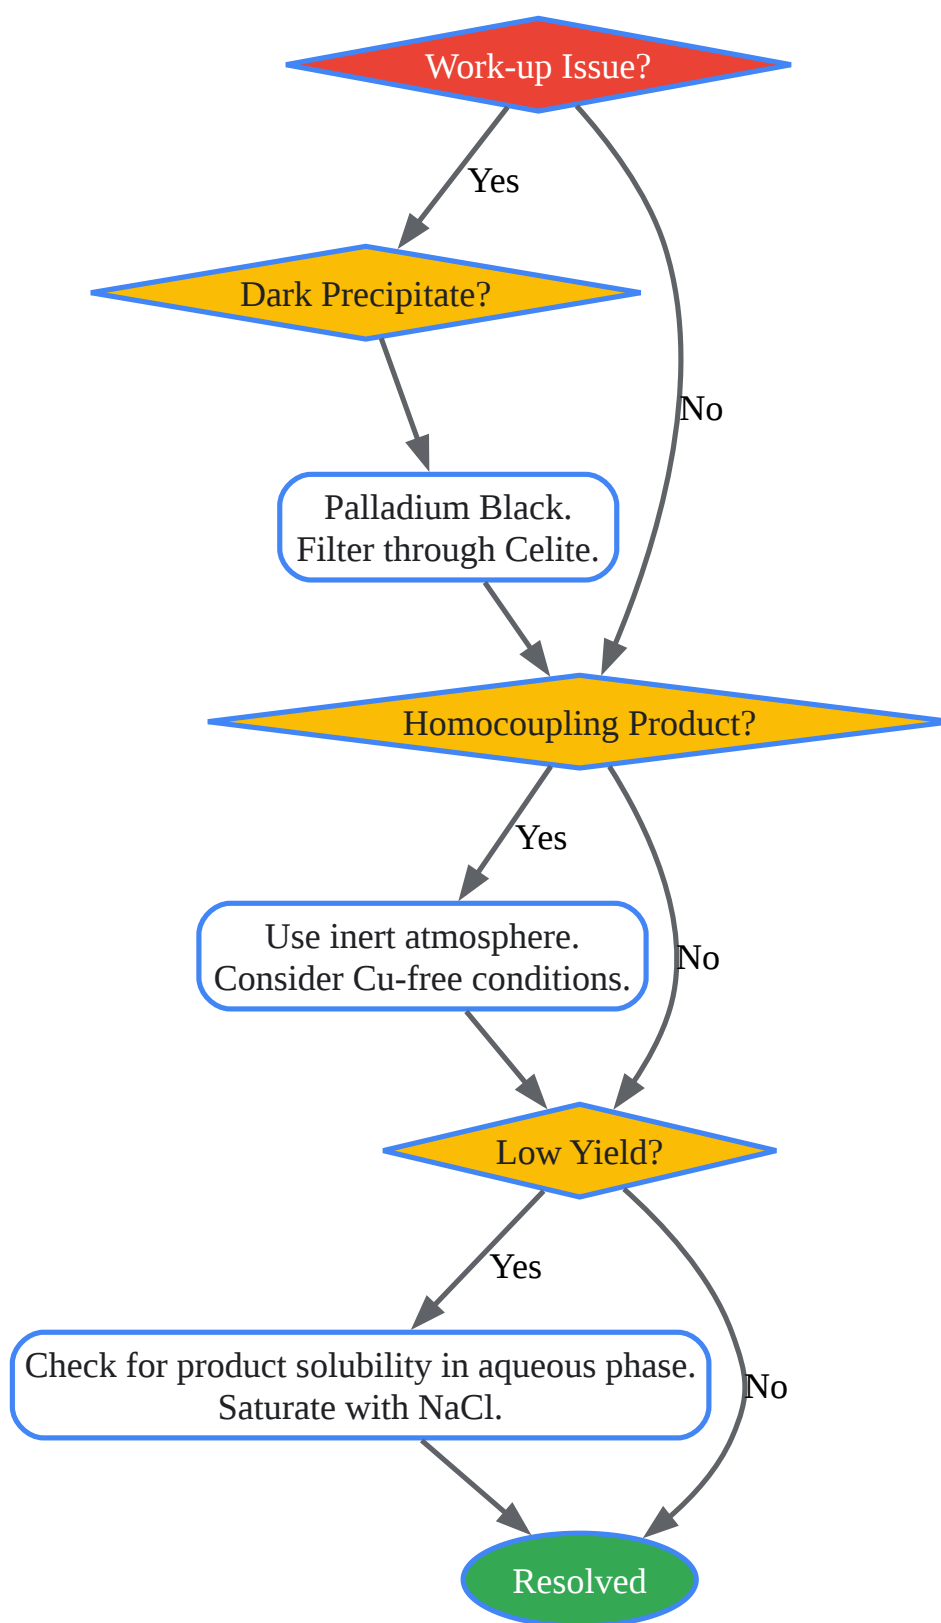 Work-up Issue?
Yes
Dark Precipitate?
No
Palladium Black.
Filter through Celite.
Homocoupling Product?
Yes
Use inert atmosphere.
Consider Cu-free conditions.
No
Low Yield?
Yes
Check for product solubility in aqueous phase.
Saturate with NaCl.
No
Resolved